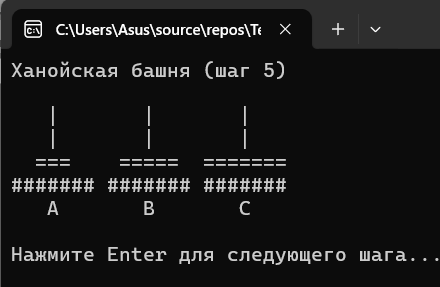 C:\Users\Asus\source\repos\Te
Ханойская башня (шаг 5)
   |       |       |
   |       |       |
  ===    =====  =======
####### ####### #######
   A       B       C
Нажмите Enter для следующего шага...